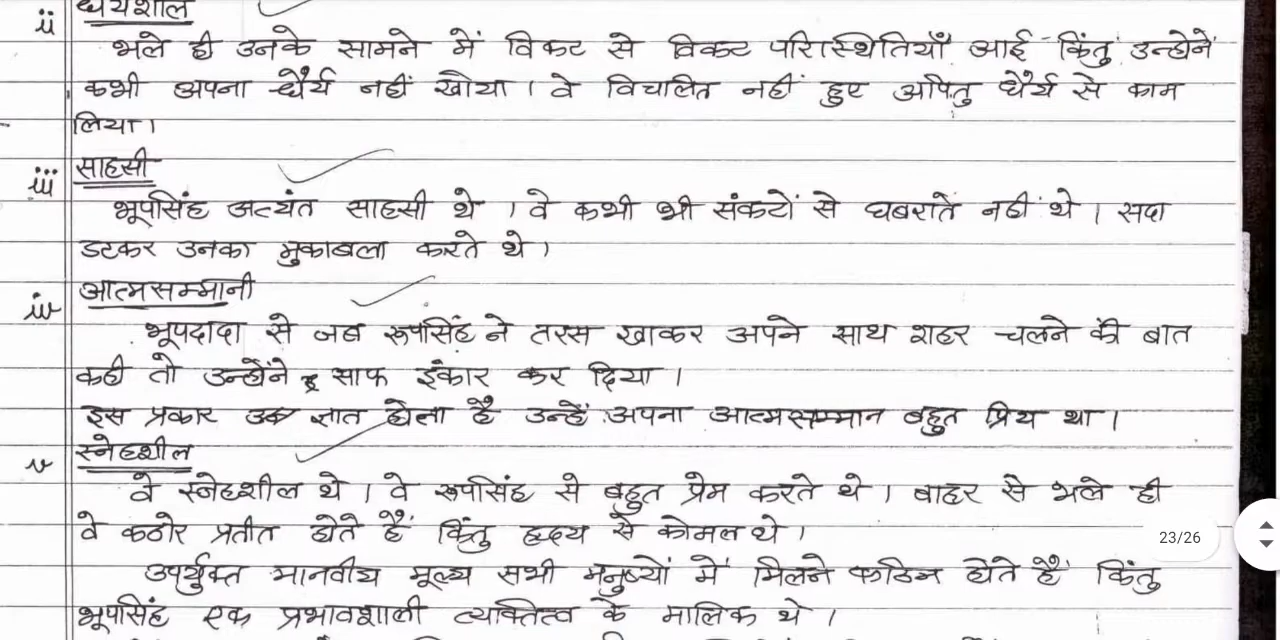 ii धैर्यशील
भले ही उनके सामने में विकट से विकट परिस्थितियाँ आई किंतु उन्होनें
कभी अपना धैर्य नहीं खोया । वे विचालित नहीं हुए अपितु धैर्य से काम
लिया।
iii साहसी
भूपसिंह अत्यंत साहसी थे । वे कभी भी संकटों से घबरातें नहीं थे । सदा
डटकर उनका मुकाबला करते थे ।
iv आत्मसम्मानी
भूपदादा से जब रूपसिंह ने तरस खाकर अपने साथ शहर चलने की बात
कही तो उन्होंने साफ इंकार कर दिया ।
इस प्रकार ज्ञात होता है उन्हें अपना आत्मसम्मान बहुत प्रिय था ।
v स्नेहशील
वे स्नेहशील थे । वे रूपसिंह से बहुत प्रेम करते थे । बाहर से भले ही
वे कठोर प्रतीत होते हैं किंतु हृदय से कोमल थे ।
23/26
उपर्युक्त मानवीय मूल्य सभी मनुष्यों में मिलने कठिन होते हैं किंतु
भूपसिंह एक प्रभावशाली व्यक्तित्व के मालिक थे ।